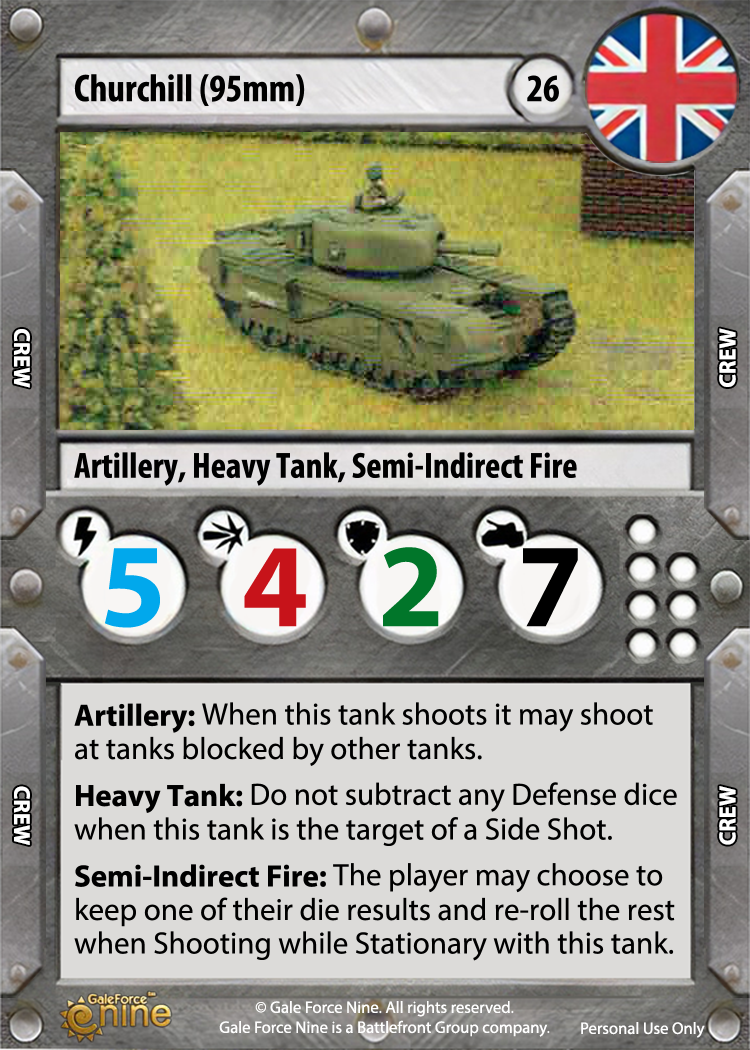 Churchill (95mm)
26
CREW
CREW
Artillery, Heavy Tank, Semi-Indirect Fire
5
4
2
7
Artillery: When this tank shoots it may shoot
at tanks blocked by other tanks.
Heavy Tank: Do not subtract any Defense dice
when this tank is the target of a Side Shot.
Semi-Indirect Fire: The player may choose to
keep one of their die results and re-roll the rest
when Shooting while Stationary with this tank.
CREW
CREW
GaleForce™
nine
© Gale Force Nine. All rights reserved.
Gale Force Nine is a Battlefront Group company.
Personal Use Only